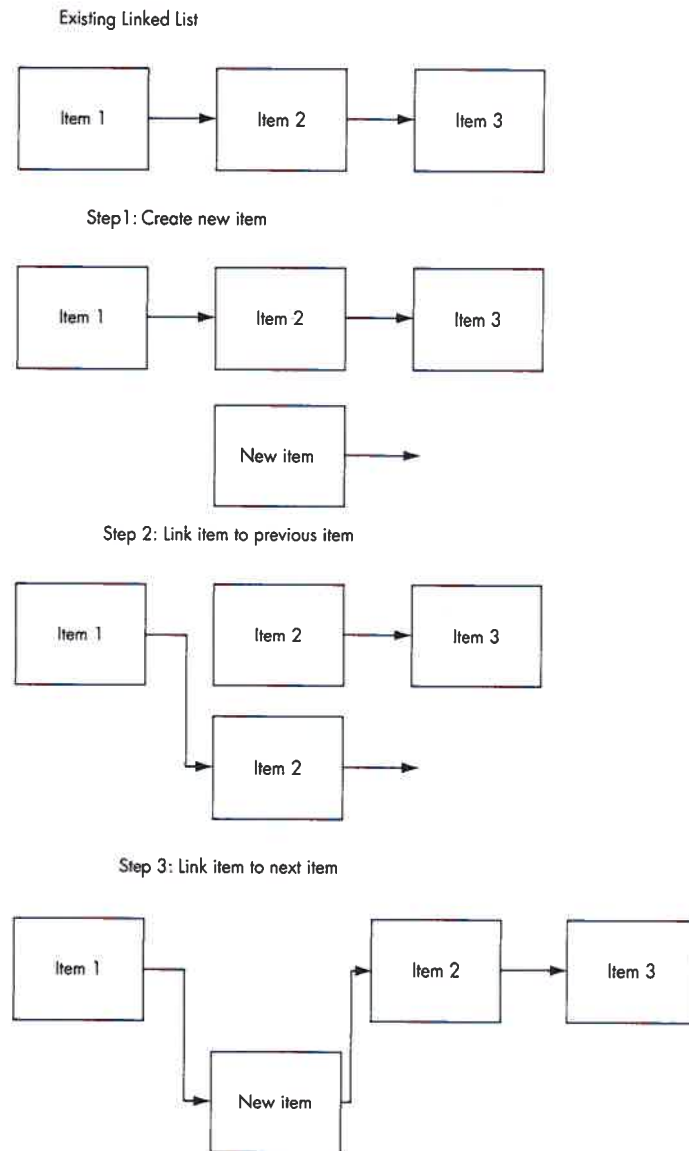 Existing Linked List
Item 1
Item 2
Item 3
Step1: Create new item
Item 1
Item 2
Item 3
New item
Step 2: Link item to previous item
Item 1
Item 2
Item 3
Item 2
Step 3: Link item to next item
Item 1
Item 2
Item 3
New item